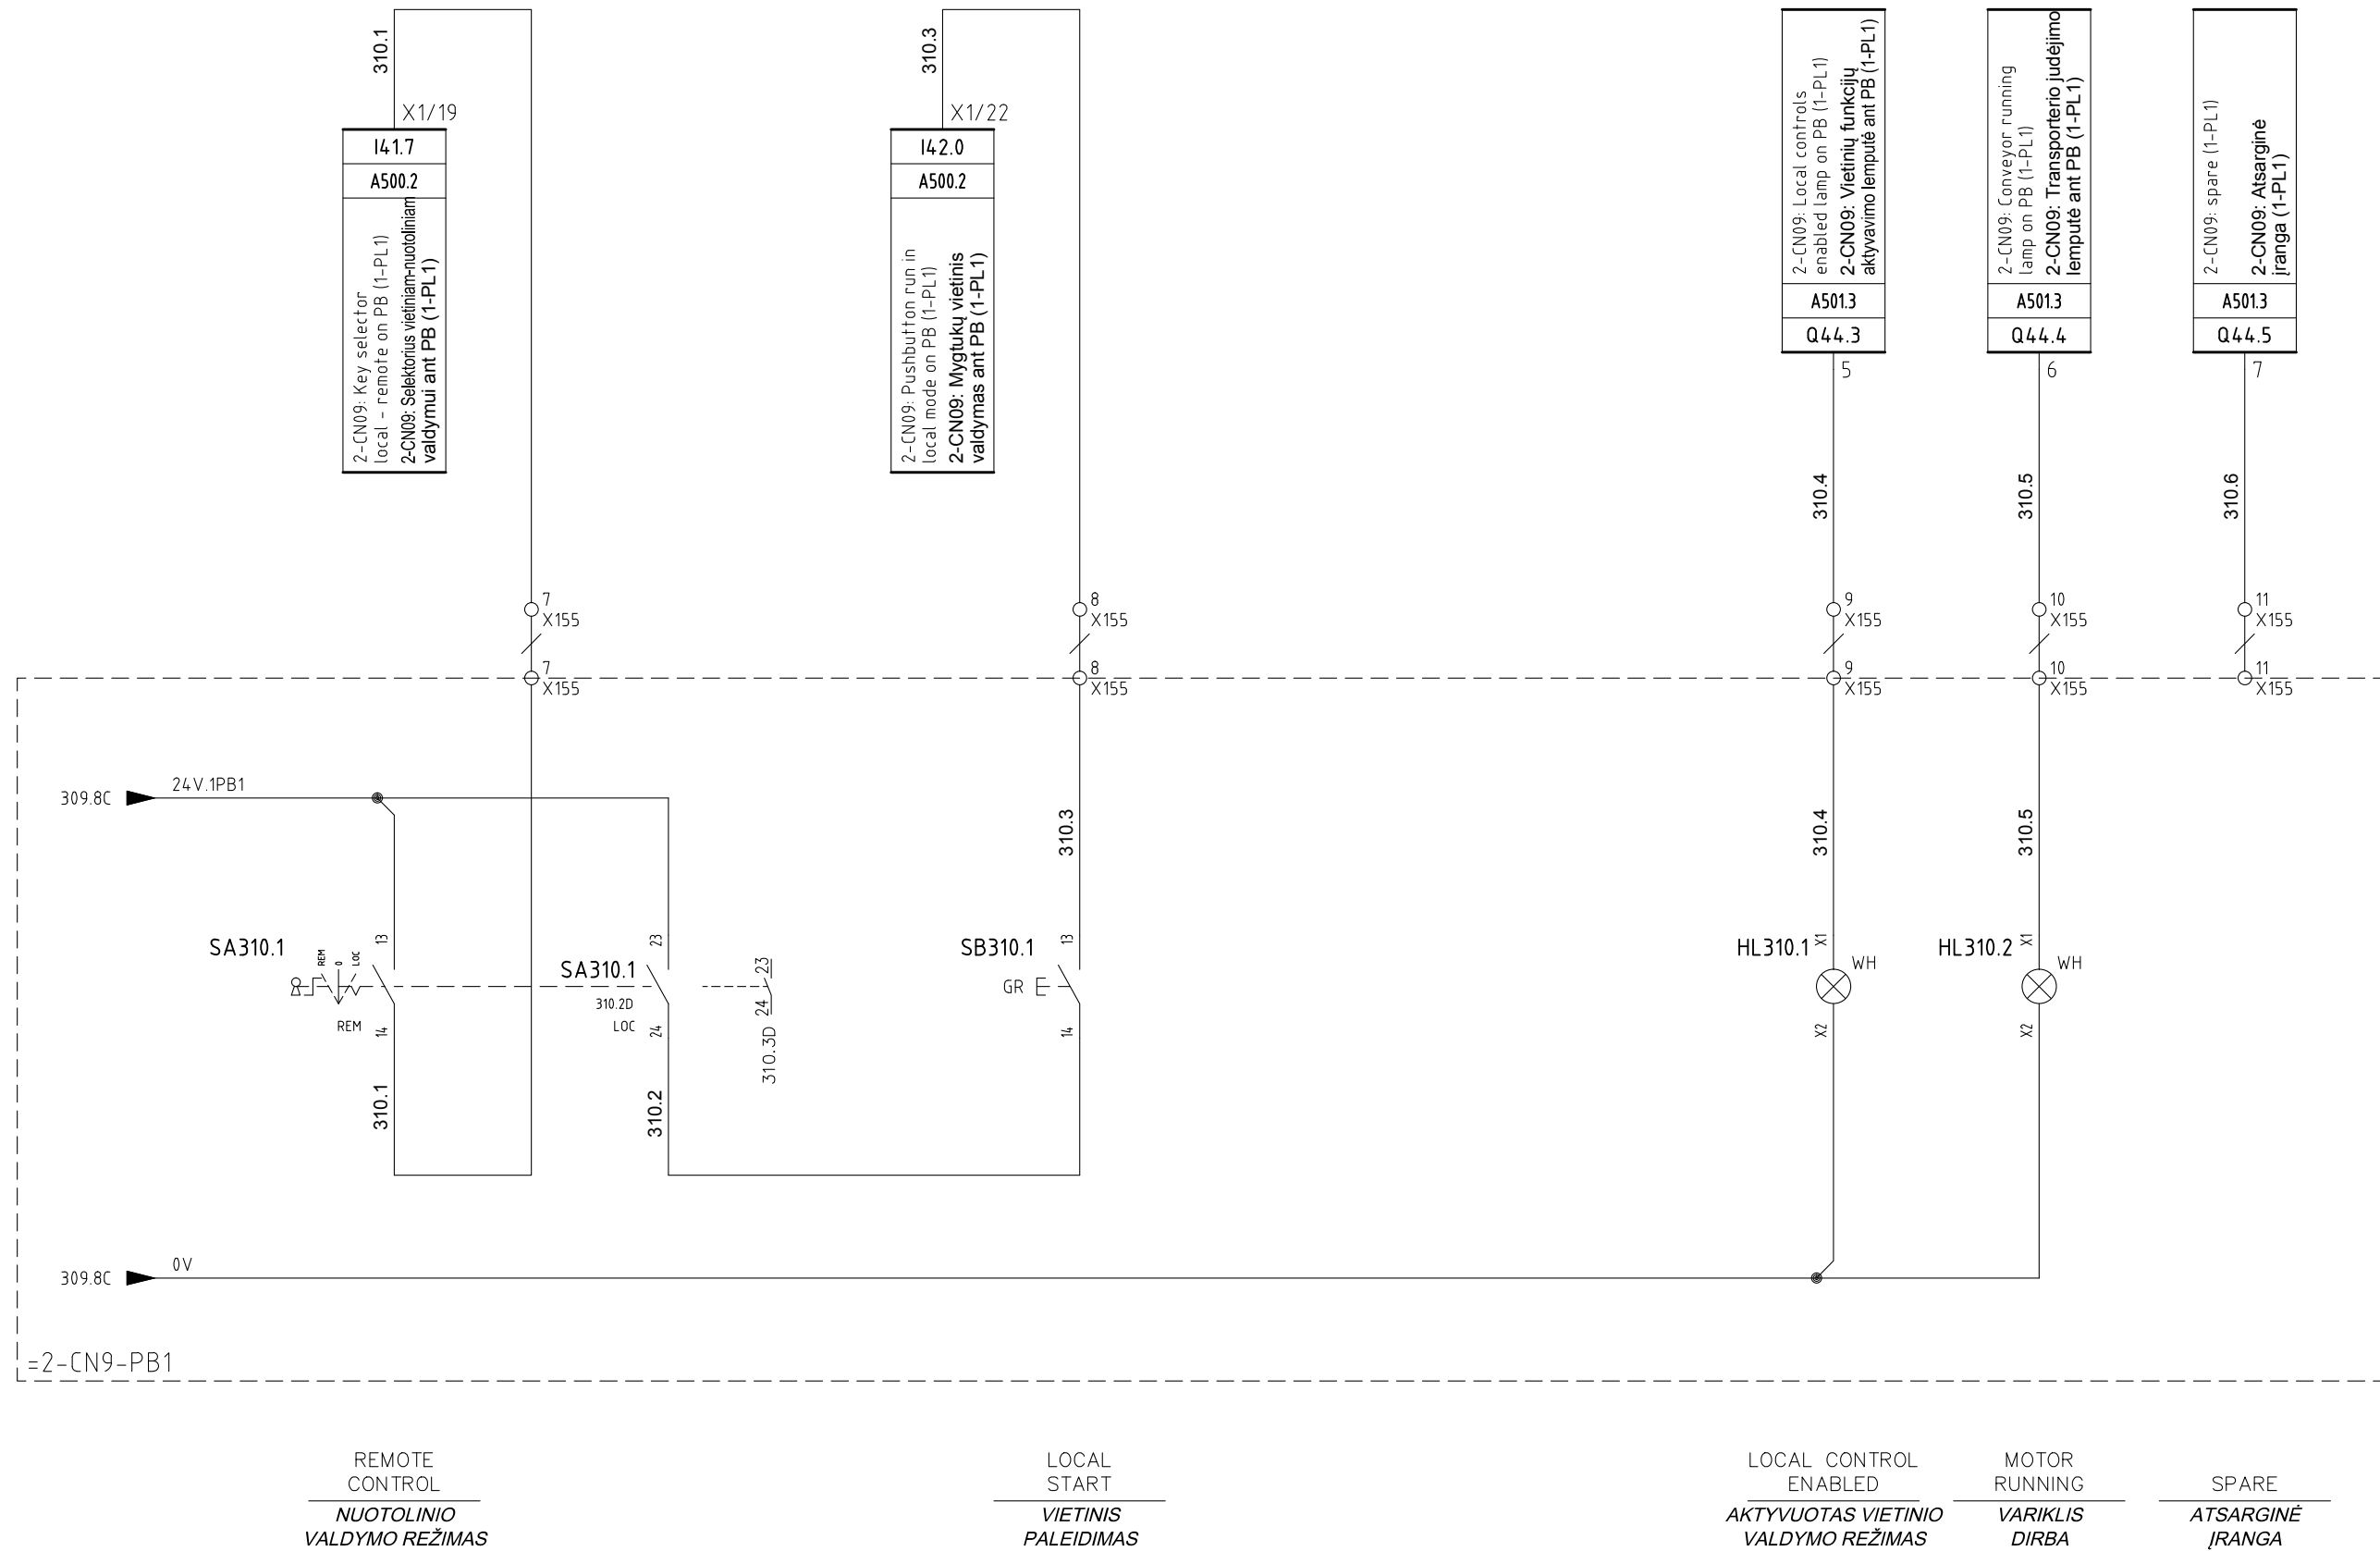 310.1
X1/19
I41.7
A500.2
2-CN09: Key selector
local - remote on PB (1-PL1)
2-CN09: Selektorius vietiniam-nuotoliniam
valdymui ant PB (1-PL1)
310.3
X1/22
I42.0
A500.2
2-CN09: Pushbutton run in
local mode on PB (1-PL1)
2-CN09: Mygtukų vietinis
valdymas ant PB (1-PL1)
2-CN09: Local controls
enabled lamp on PB (1-PL1)
2-CN09: Vietinių funkcijų
aktyvavimo lemputė ant PB (1-PL1)
A501.3
Q44.3
5
2-CN09: Conveyor running
lamp on PB (1-PL1)
2-CN09: Transporterio judėjimo
lemputė ant PB (1-PL1)
A501.3
Q44.4
6
2-CN09: spare (1-PL1)
2-CN09: Atsarginė
įranga (1-PL1)
A501.3
Q44.5
7
310.4
310.5
310.6
7
X155
8
X155
9
X155
10
X155
11
X155
7
X155
8
X155
9
X155
10
X155
11
X155
309.8C
24V.1PB1
310.3
310.4
310.5
SA310.1
REM
0
LOC
13
REM
14
SA310.1
310.2D
LOC
23
24
23
24
310.3D
SB310.1
GR
13
14
HL310.1
X1
WH
X2
HL310.2
X1
WH
X2
310.1
310.2
309.8C
0V
=2-CN9-PB1
REMOTE
CONTROL
NUOTOLINIO
VALDYMO REŽIMAS
LOCAL
START
VIETINIS
PALEIDIMAS
LOCAL CONTROL
ENABLED
AKTYVUOTAS VIETINIO
VALDYMO REŽIMAS
MOTOR
RUNNING
VARIKLIS
DIRBA
SPARE
ATSARGINĖ
ĮRANGA